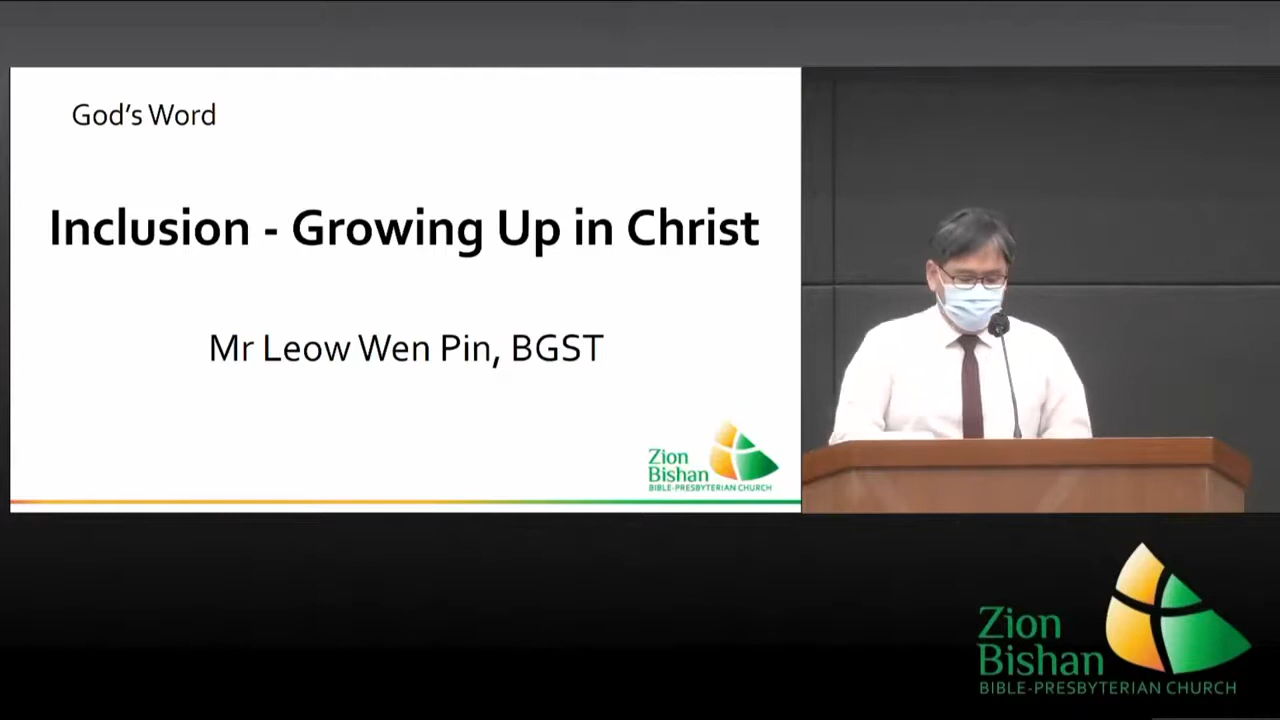 God's Word
Inclusion - Growing Up in Christ
Mr Leow Wen Pin, BGST
Zion
Bishan
BIBLE-PRESBYTERIAN CHURCH
Zion
Bishan
BIBLE-PRESBYTERIAN CHURCH